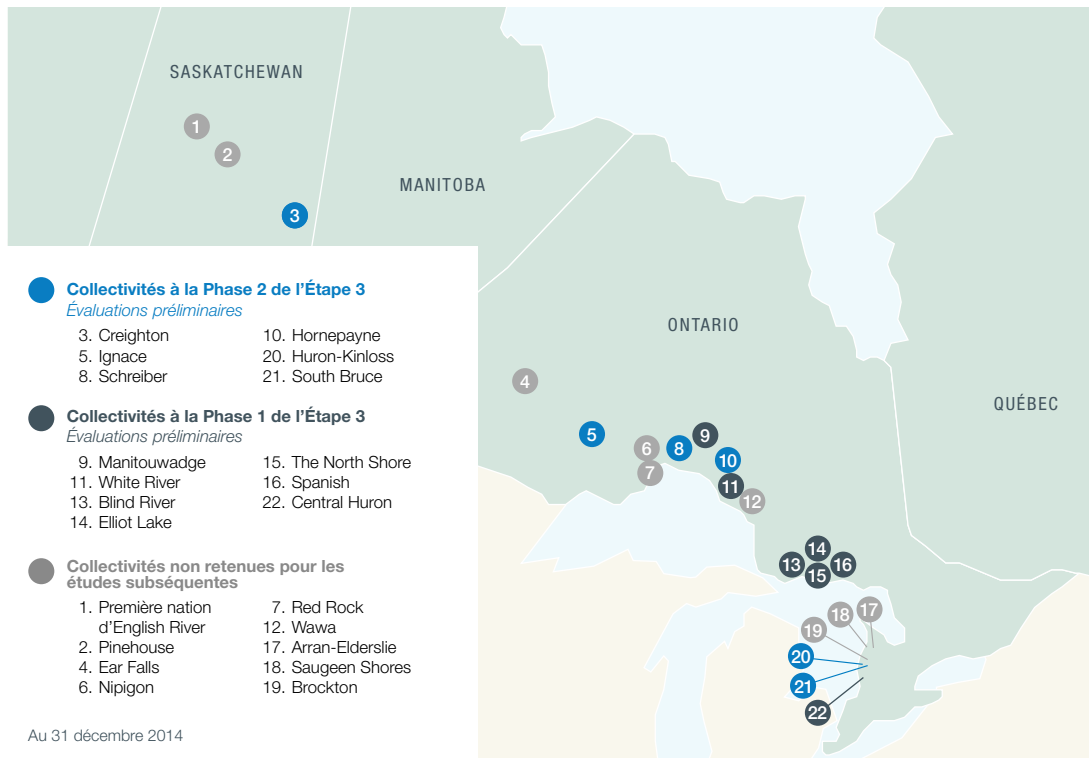 SASKATCHEWAN
1
2
3
MANITOBA
ONTARIO
QUÉBEC
4
5
6
7
8
9
10
11
12
13
14
15
16
17
18
19
20
21
22
Collectivités à la Phase 2 de l’Étape 3
Évaluations préliminaires
3. Creighton
5. Ignace
8. Schreiber
10. Hornepayne
20. Huron-Kinloss
21. South Bruce
Collectivités à la Phase 1 de l’Étape 3
Évaluations préliminaires
9. Manitouwadge
11. White River
13. Blind River
14. Elliot Lake
15. The North Shore
16. Spanish
22. Central Huron
Collectivités non retenues pour les
études subséquentes
1. Première nation
d’English River
2. Pinehouse
4. Ear Falls
6. Nipigon
7. Red Rock
12. Wawa
17. Arran-Elderslie
18. Saugeen Shores
19. Brockton
Au 31 décembre 2014